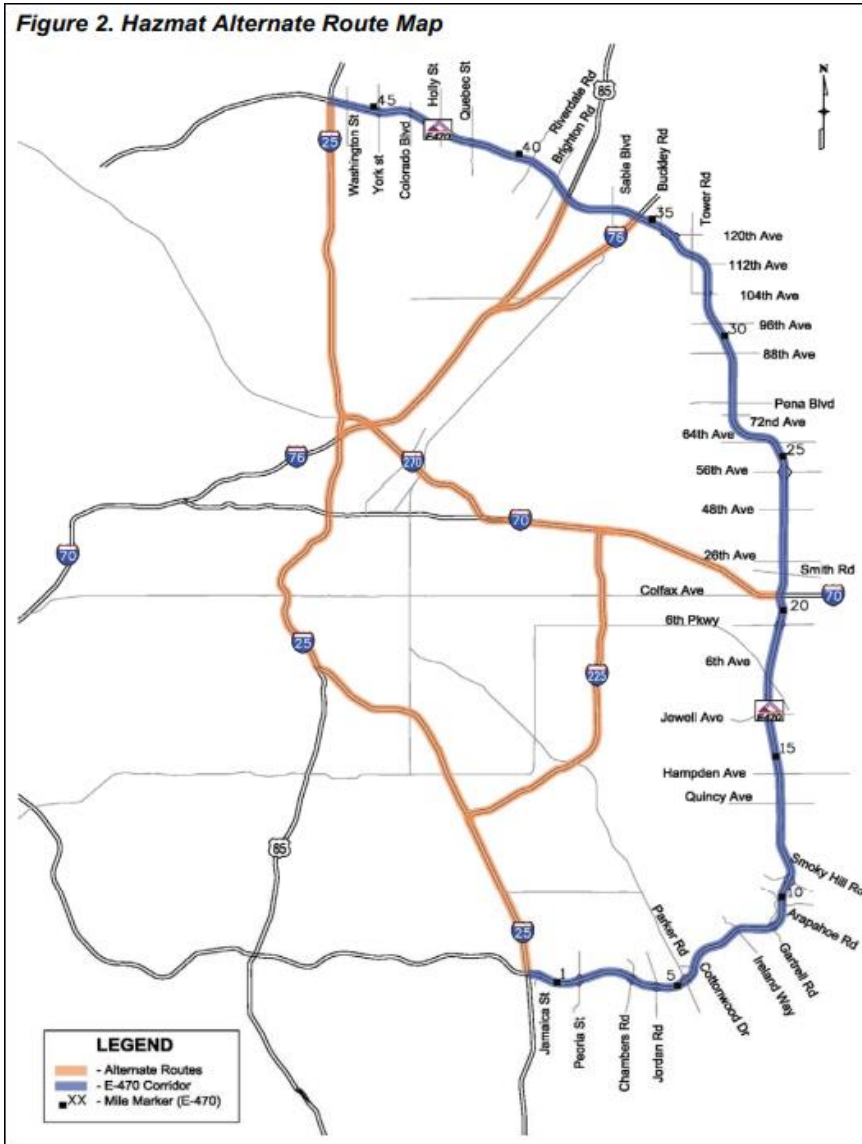 Figure 2. Hazmat Alternate Route Map
N
85
45
Holly St
Quebec St
Riverdale Rd
Brighton Rd
E470
40
25
Washington St
York st
Colorado Blvd
Sable Blvd
Buckley Rd
35
Tower Rd
76
120th Ave
112th Ave
104th Ave
96th Ave
30
88th Ave
Pena Blvd
72nd Ave
64th Ave
25
76
270
56th Ave
48th Ave
70
70
26th Ave
Smith Rd
Colfax Ave
70
20
6th Pkwy
25
6th Ave
225
Jewell Ave
E470
15
Hampden Ave
Quincy Ave
85
Smoky Hill Rd
10
Arapahoe Rd
25
Parker Rd
Gartrell Rd
Ireland Way
Cottonwood Dr
1
5
Jamaica St
Peoria St
Chambers Rd
Jordan Rd
LEGEND
- Alternate Routes
- E-470 Corridor
XX - Mile Marker (E-470)